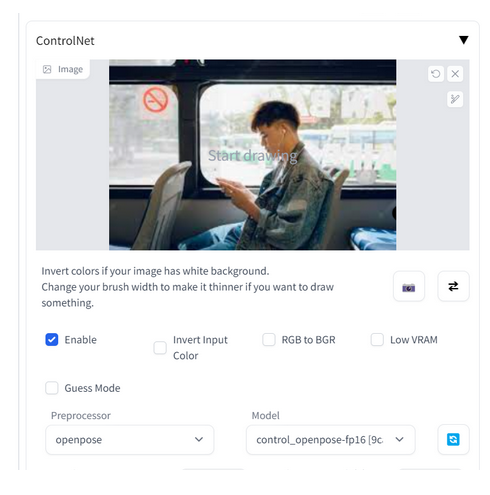 ControlNet
Image
Start drawing
Invert colors if your image has white background.
Change your brush width to make it thinner if you want to draw
something.
Enable
Invert Input
Color
RGB to BGR
Low VRAM
Guess Mode
Preprocessor
Model
openpose
control_openpose-fp16 [9c